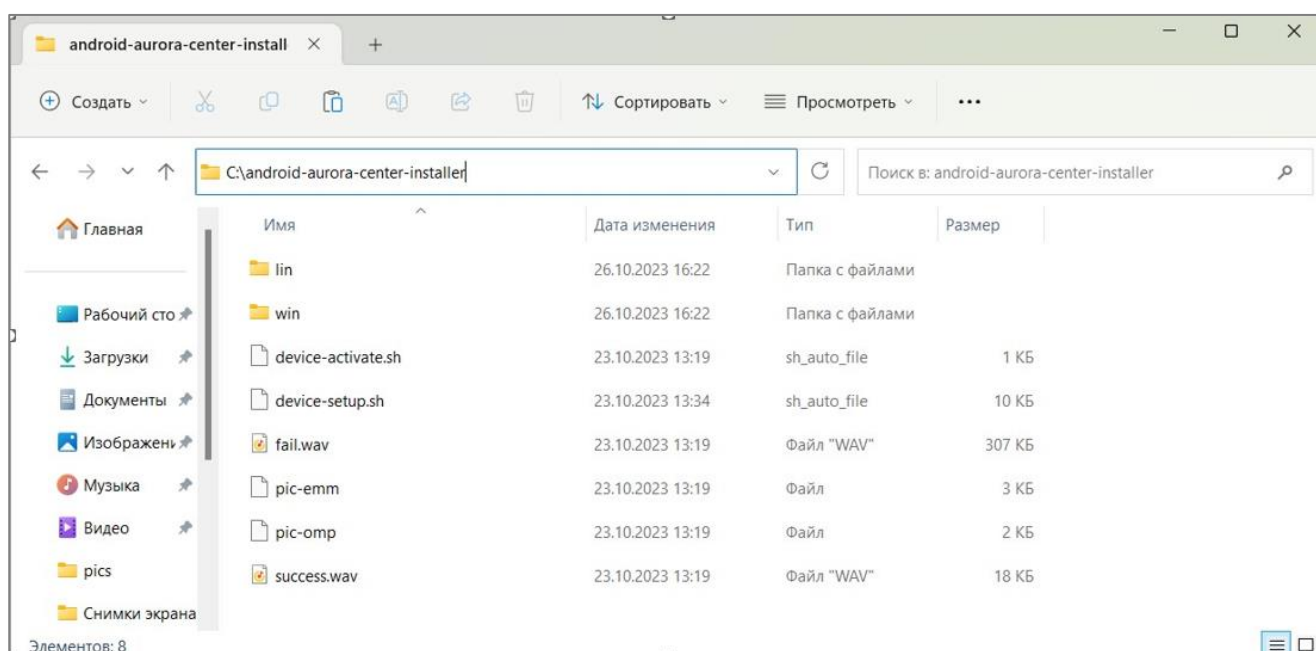 android-aurora-center-install
Создать
Сортировать
Просмотреть
C:\android-aurora-center-installer
Поиск в: android-aurora-center-installer
Главная
Рабочий сто
Загрузки
Документы
Изображени
Музыка
Видео
pics
Снимки экрана
Имя Дата изменения Тип Размер
lin 26.10.2023 16:22 Папка с файлами
win 26.10.2023 16:22 Папка с файлами
device-activate.sh 23.10.2023 13:19 sh_auto_file 1 КБ
device-setup.sh 23.10.2023 13:34 sh_auto_file 10 КБ
fail.wav 23.10.2023 13:19 Файл "WAV" 307 КБ
pic-emm 23.10.2023 13:19 Файл 3 КБ
pic-omp 23.10.2023 13:19 Файл 2 КБ
success.wav 23.10.2023 13:19 Файл "WAV" 18 КБ
Элементов: 8